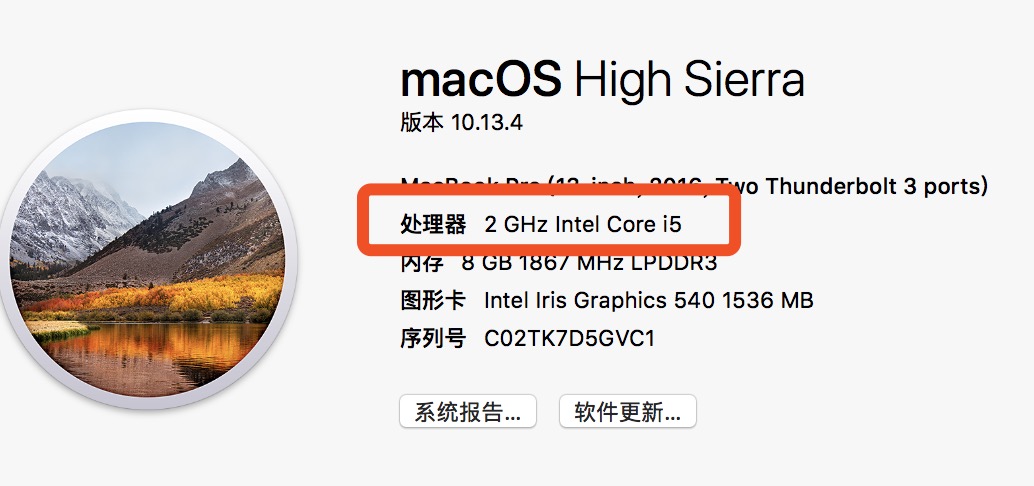 macOS High Sierra
版本 10.13.4
MacBook Pro (13-inch, 2016, Two Thunderbolt 3 ports)
处理器 2 GHz Intel Core i5
内存 8 GB 1867 MHz LPDDR3
图形卡 Intel Iris Graphics 540 1536 MB
序列号 C02TK7D5GVC1
系统报告...
软件更新...